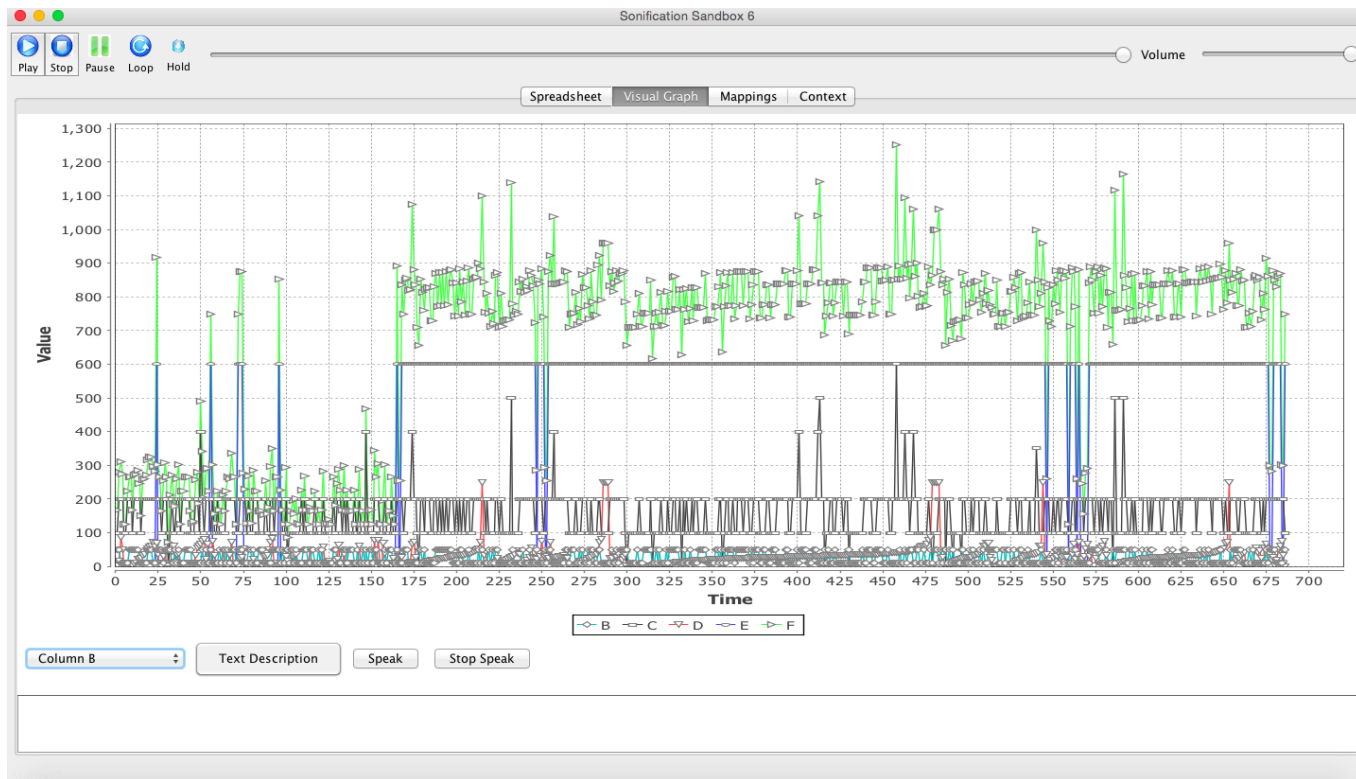 Sonification Sandbox 6
Play Stop Pause Loop Hold Volume
Spreadsheet Visual Graph Mappings Context
1,300
1,200
1,100
1,000
900
800
700
600
500
400
300
200
100
0
Value
0 25 50 75 100 125 150 175 200 225 250 275 300 325 350 375 400 425 450 475 500 525 550 575 600 625 650 675 700
Time
B C D E F
Column B Text Description Speak Stop Speak